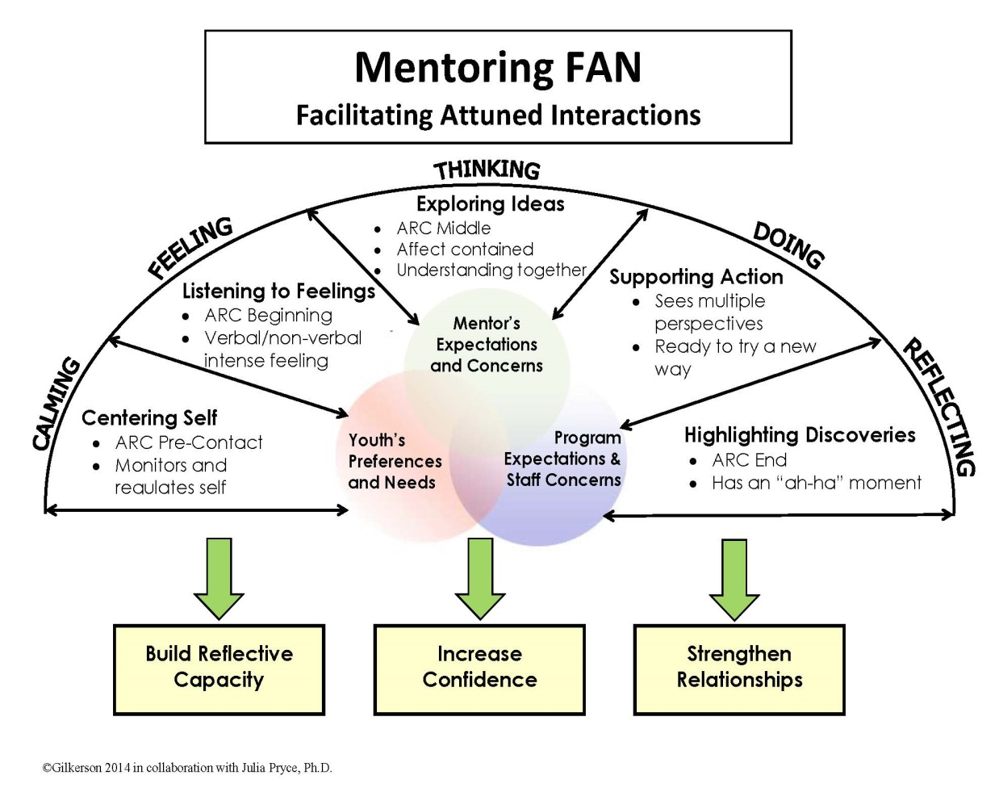 Mentoring FAN
Facilitating Attuned Interactions
THINKING
FEELING
DOING
CALMING
REFLECTING
Exploring Ideas
• ARC Middle
• Affect contained
• Understanding together
Listening to Feelings
• ARC Beginning
• Verbal/non-verbal
intense feeling
Supporting Action
• Sees multiple
perspectives
• Ready to try a new
way
Centering Self
• ARC Pre-Contact
• Monitors and
regulates self
Highlighting Discoveries
• ARC End
• Has an “ah-ha” moment
Mentor’s
Expectations
and Concerns
Youth’s
Preferences
and Needs
Program
Expectations &
Staff Concerns
Build Reflective
Capacity
Increase
Confidence
Strengthen
Relationships
©Gilkerson 2014 in collaboration with Julia Pryce, Ph.D.